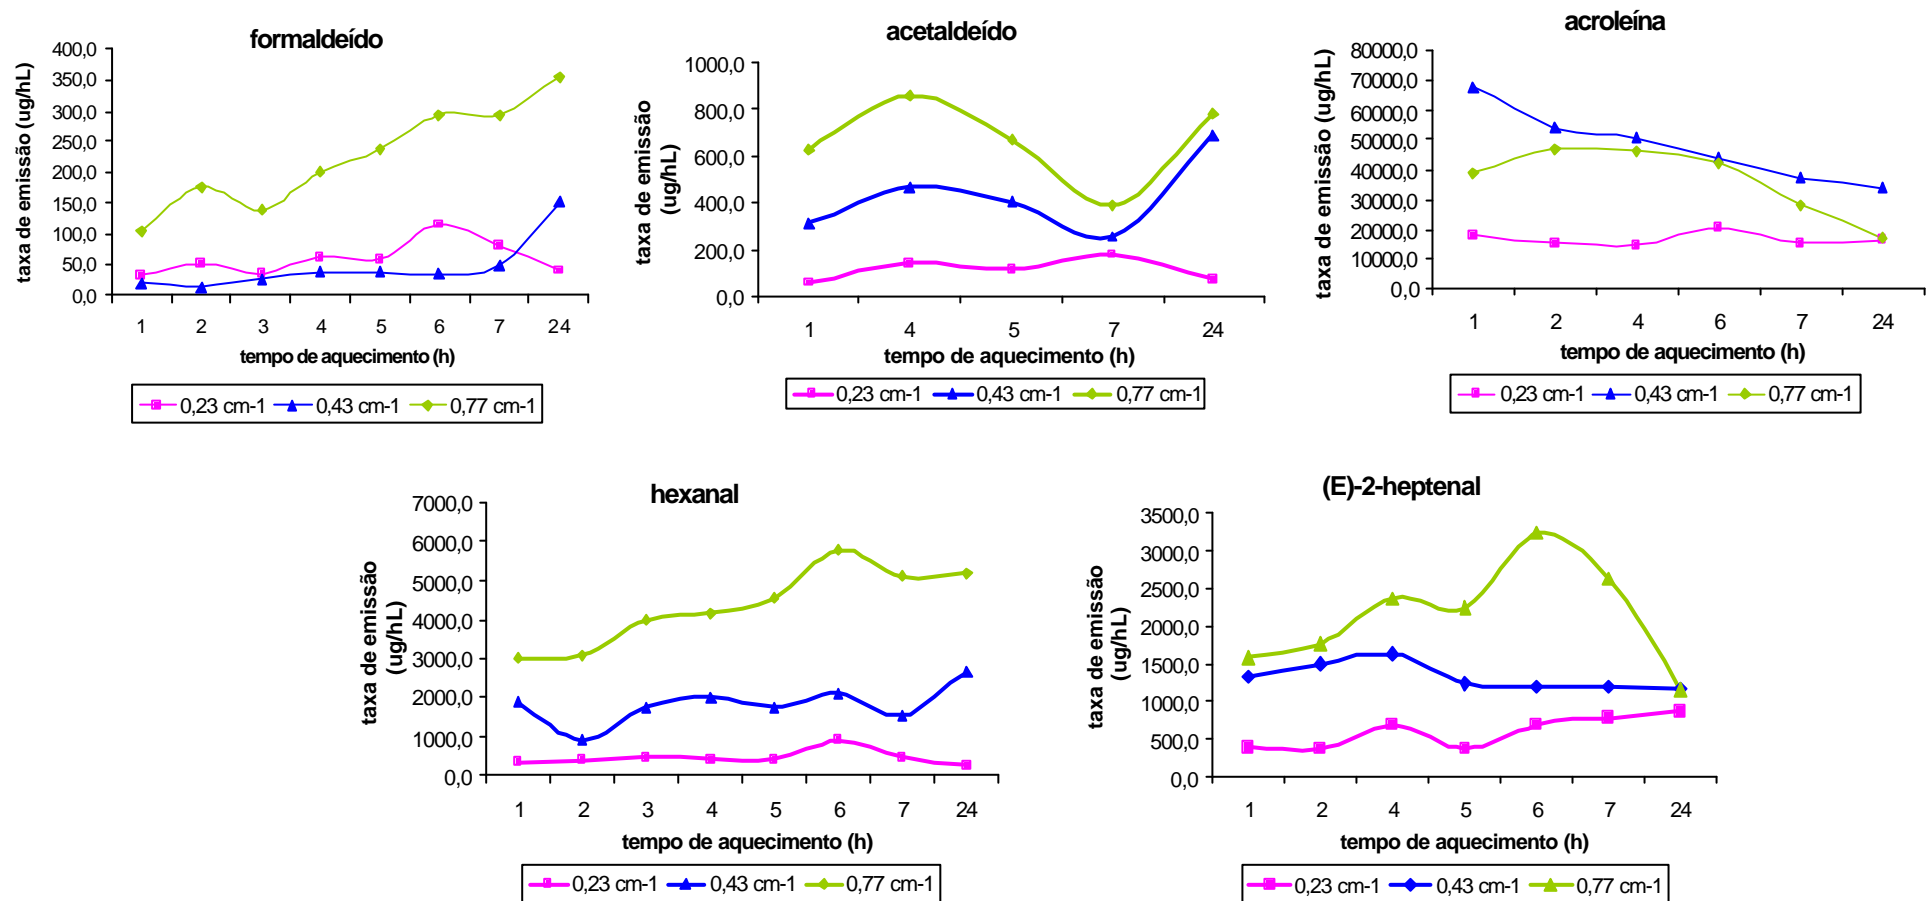 formaldeído
400,0
350,0
300,0
250,0
200,0
150,0
100,0
50,0
0,0
taxa de emissão (ug/hL)
1 2 3 4 5 6 7 24
tempo de aquecimento (h)
0,23 cm-1 0,43 cm-1 0,77 cm-1
acetaldeído
1000,0
800,0
600,0
400,0
200,0
0,0
taxa de emissão
(ug/hL)
1 4 5 7 24
tempo de aquecimento (h)
0,23 cm-1 0,43 cm-1 0,77 cm-1
acroleína
80000,0
70000,0
60000,0
50000,0
40000,0
30000,0
20000,0
10000,0
0,0
taxa de emissão (ug/hL)
1 2 4 6 7 24
tempo de aquecimento (h)
0,23 cm-1 0,43 cm-1 0,77 cm-1
hexanal
7000,0
6000,0
5000,0
4000,0
3000,0
2000,0
1000,0
0,0
taxa de emissão
(ug/hL)
1 2 3 4 5 6 7 24
tempo de aquecimento (h)
0,23 cm-1 0,43 cm-1 0,77 cm-1
(E)-2-heptenal
3500,0
3000,0
2500,0
2000,0
1500,0
1000,0
500,0
0,0
taxa de emissão
(ug/hL)
1 2 4 5 6 7 24
tempo de aquecimento (h)
0,23 cm-1 0,43 cm-1 0,77 cm-1